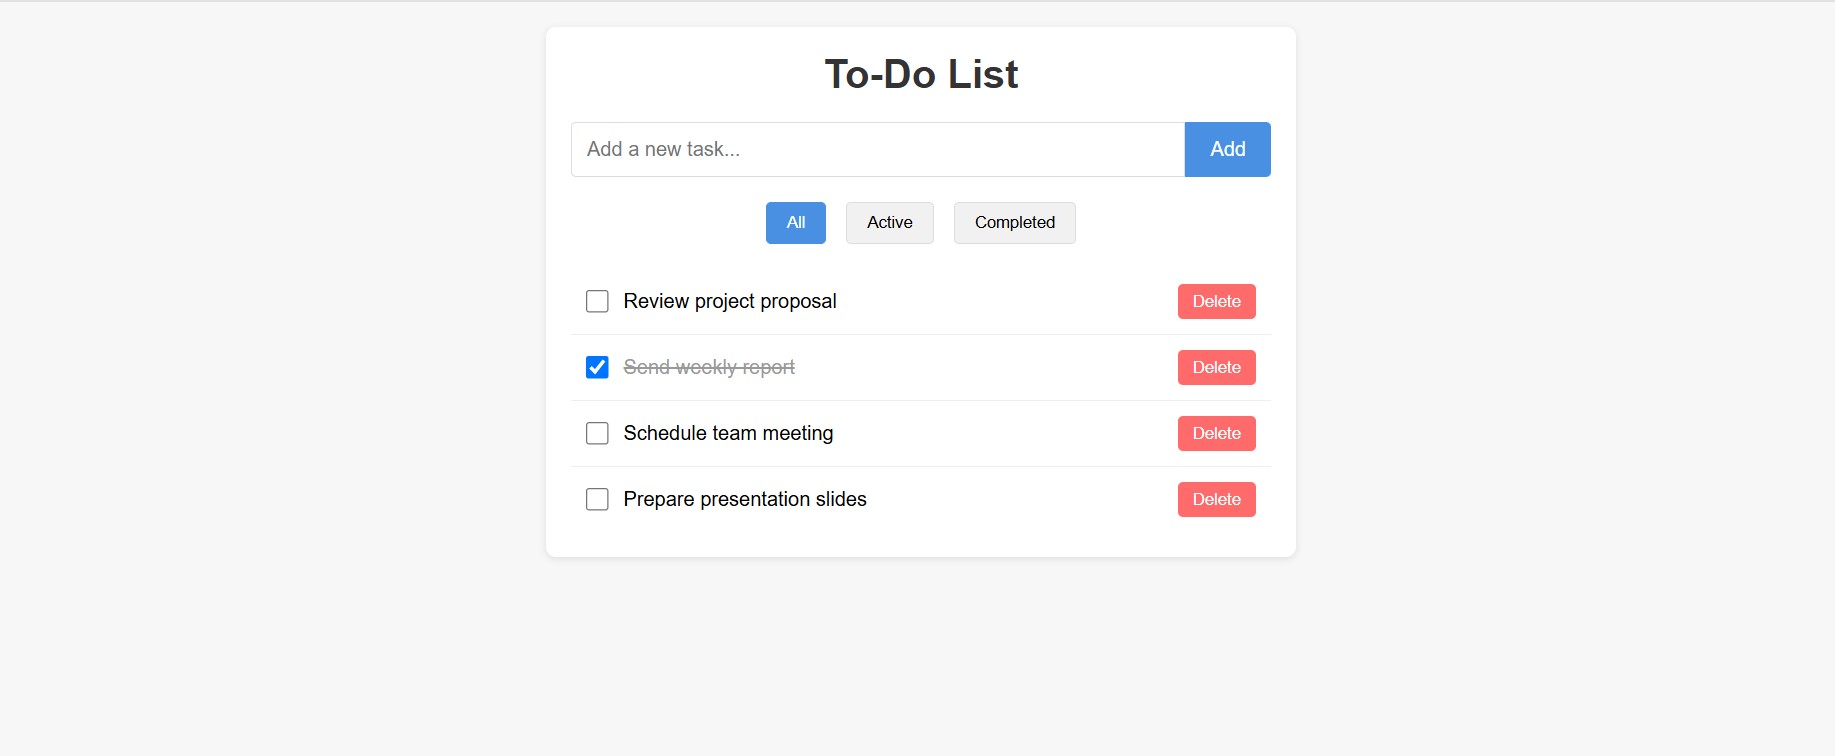 To-Do List
Add a new task...
Add
All
Active
Completed
Review project proposal
Delete
Send weekly report
Delete
Schedule team meeting
Delete
Prepare presentation slides
Delete